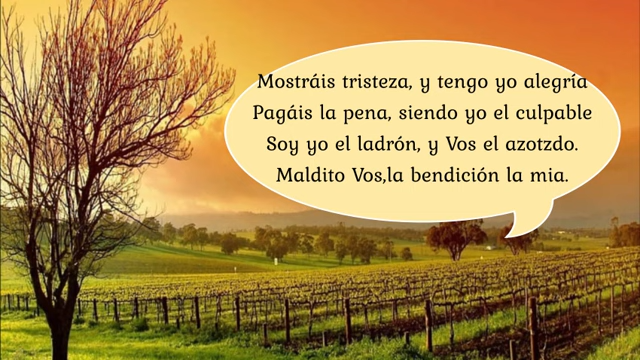 Mostráis tristeza, y tengo yo alegría
Pagáis la pena, siendo yo el culpable
Soy yo el ladrón, y Vos el azotzdo.
Maldito Vos,la bendición la mia.